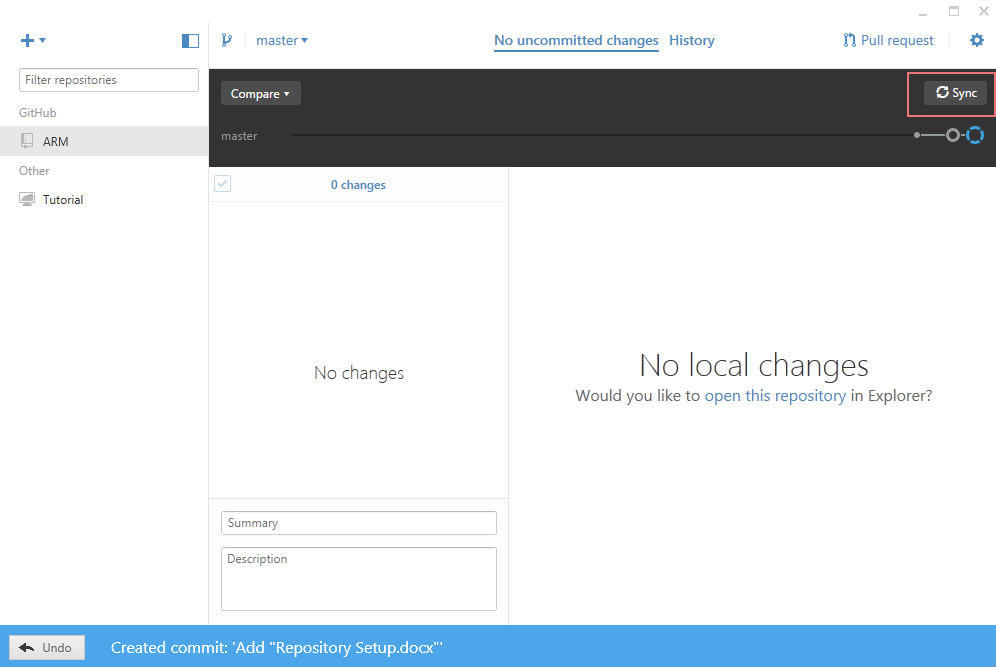 master
No uncommitted changes
History
Pull request
Filter repositories
GitHub
ARM
Other
Tutorial
Compare
Sync
master
0 changes
No changes
No local changes
Would you like to open this repository in Explorer?
Summary
Description
Undo
Created commit: 'Add "Repository Setup.docx"'